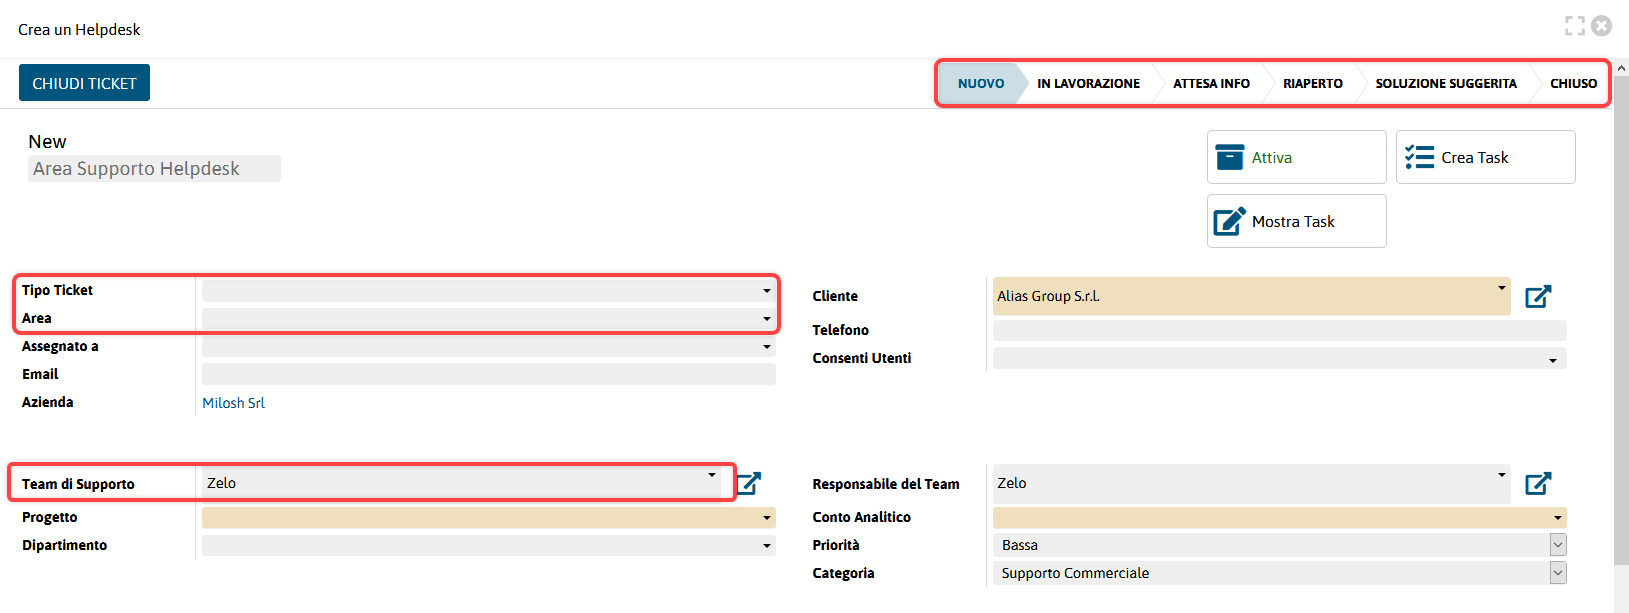 Crea un Helpdesk
CHIUDI TICKET
NUOVO
IN LAVORAZIONE
ATTESA INFO
RIAPERTO
SOLUZIONE SUGGERITA
CHIUSO
New
Area Supporto Helpdesk
Attiva
Crea Task
Mostra Task
Tipo Ticket
Area
Assegnato a
Email
Azienda Milosh Srl
Cliente Alias Group S.r.l.
Telefono
Consenti Utenti
Team di Supporto Zelo
Progetto
Dipartimento
Responsabile del Team Zelo
Conto Analitico
Priorità Bassa
Categoria Supporto Commerciale